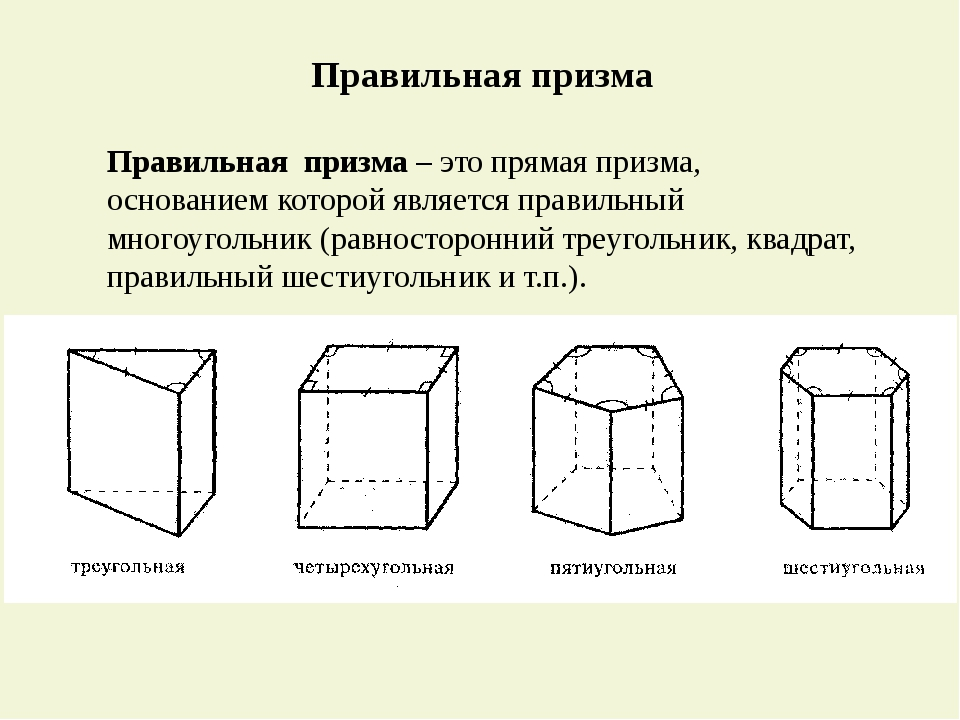 Правильная призма
Правильная призма – это прямая призма,
основанием которой является правильный
многоугольник (равносторонний треугольник, квадрат,
правильный шестиугольник и т.п.).
треугольная четырехугольная пятиугольная шестиугольная